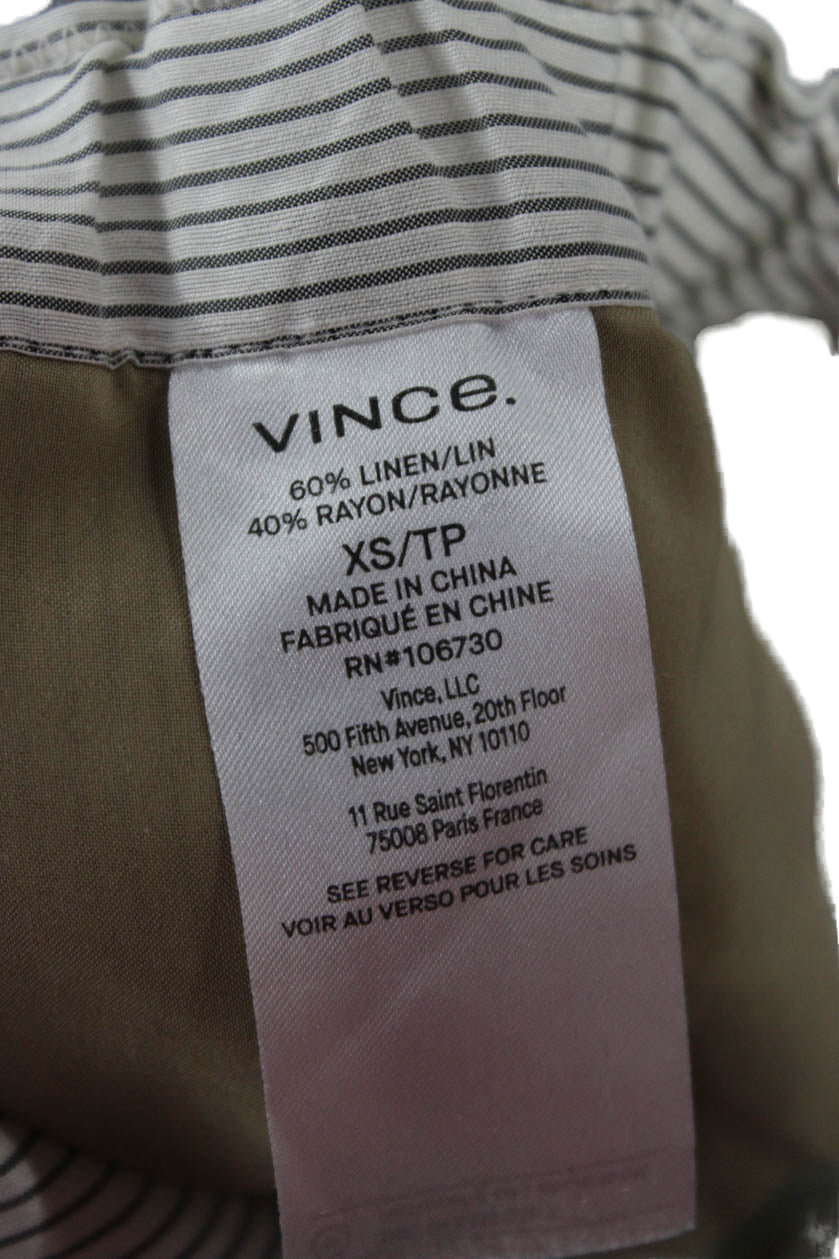 VINCe.
60% LINEN/LIN
40% RAYON/RAYONNE
XS/TP
MADE IN CHINA
FABRIQUÉ EN CHINE
RN#106730
Vince, LLC
500 Fifth Avenue, 20th Floor
New York, NY 10110
11 Rue Saint Florentin
75008 Paris France
SEE REVERSE FOR CARE
VOIR AU VERSO POUR LES SOINS